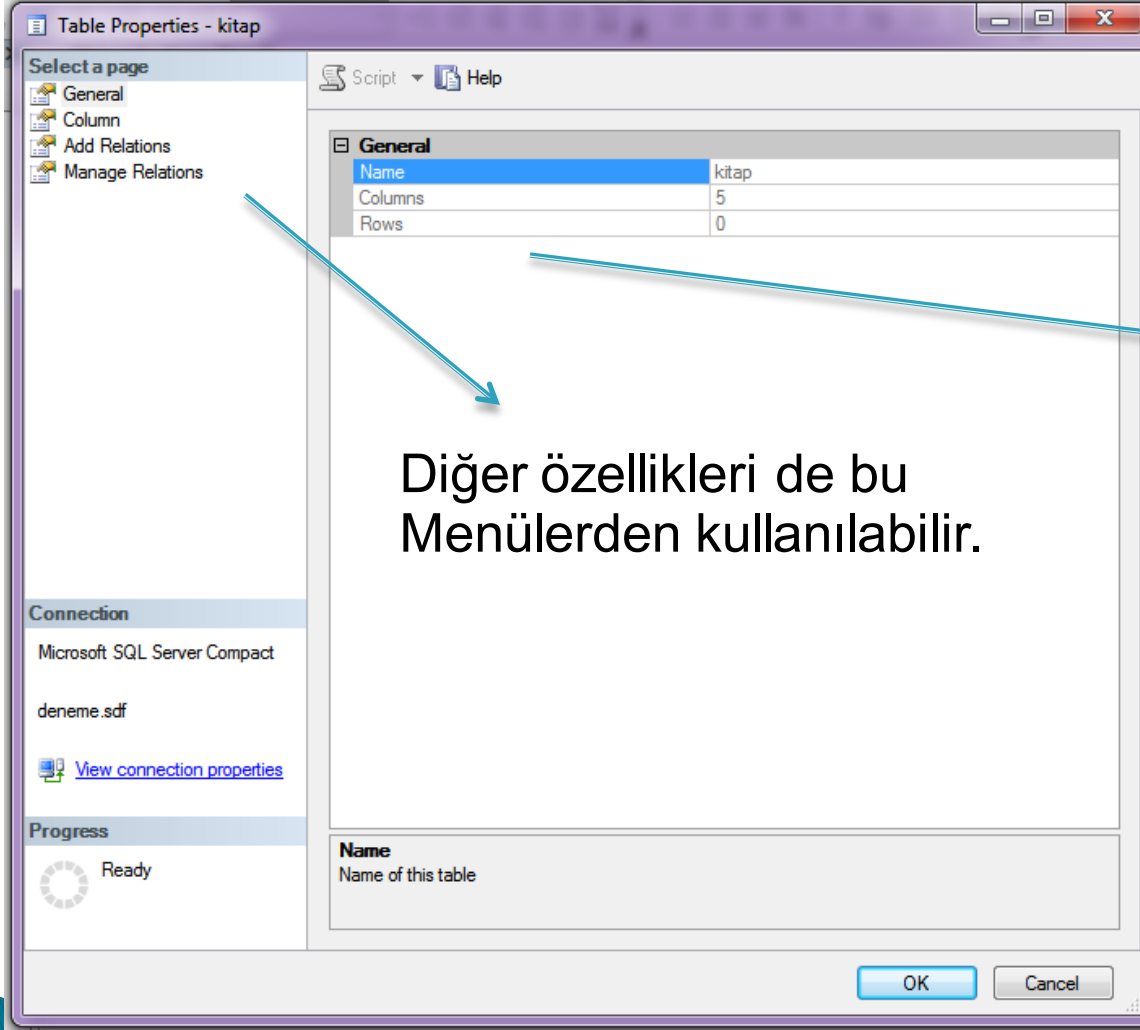 Table Properties - kitap
Select a page
General
Column
Add Relations
Manage Relations
Script Help
General
Name kitap
Columns 5
Rows 0
Diğer özellikleri de bu
Menülerden kullanılabilir.
Connection
Microsoft SQL Server Compact
deneme.sdf
View connection properties
Progress
Ready
Name
Name of this table
OK Cancel